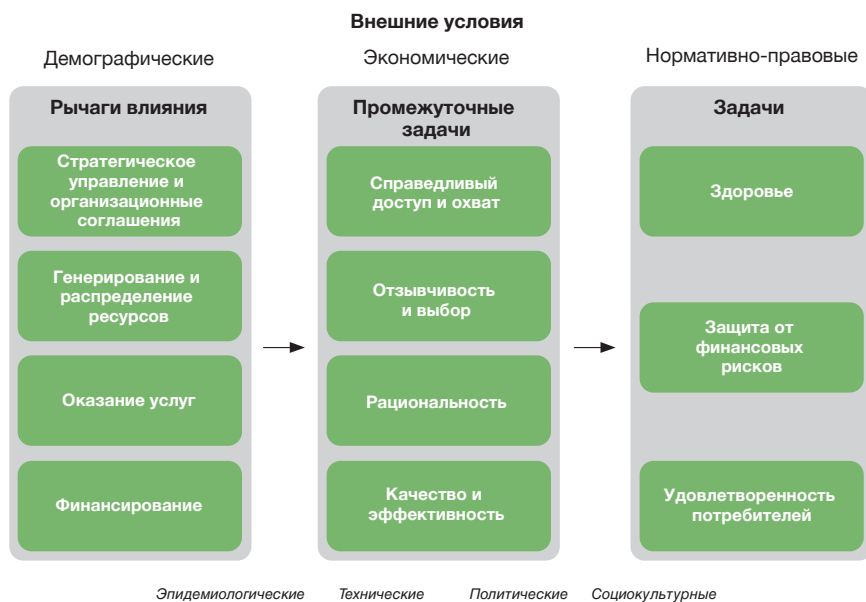 Внешние условия
Демографические
Экономические
Нормативно-правовые
Рычаги влияния
Стратегическое
управление и
организационные
соглашения
Генерирование и
распределение
ресурсов
Оказание услуг
Финансирование
Промежуточные
задачи
Справедливый
доступ и охват
Отзывчивость
и выбор
Рациональность
Качество и
эффективность
Задачи
Здоровье
Защита от
финансовых
рисков
Удовлетворенность
потребителей
Эпидемиологические
Технические
Политические
Социокультурные